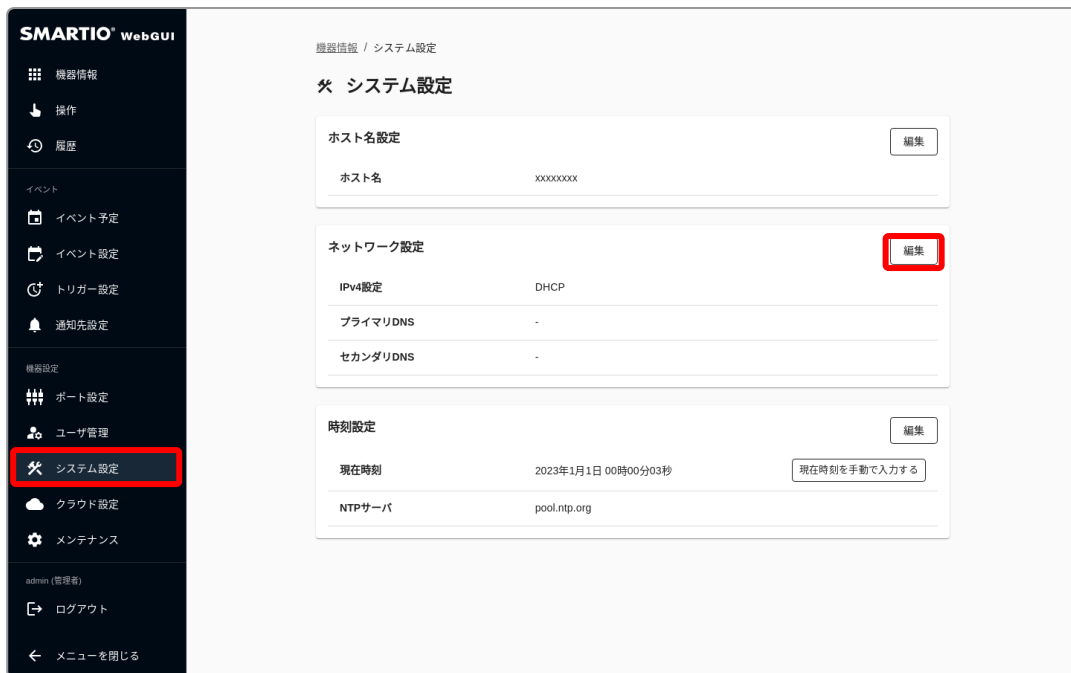 SMARTIO° WebGUI
機器情報
操作
履歴
イベント
イベント予定
イベント設定
トリガー設定
通知先設定
機器設定
ポート設定
ユーザ管理
システム設定
クラウド設定
メンテナンス
admin (管理者)
ログアウト
メニューを閉じる
機器情報 / システム設定
システム設定
ホスト名設定 編集
ホスト名 xxxxxxxx
ネットワーク設定 編集
IPv4設定 DHCP
プライマリDNS -
セカンダリDNS -
時刻設定 編集
現在時刻 2023年1月1日 00時00分03秒 現在時刻を手動で入力する
NTPサーバ pool.ntp.org